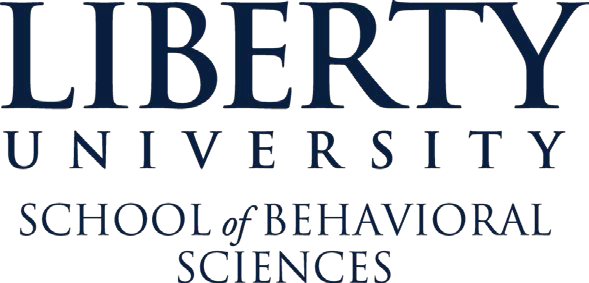 LIBERTY
UNIVERSITY
SCHOOL of BEHAVIORAL
SCIENCES